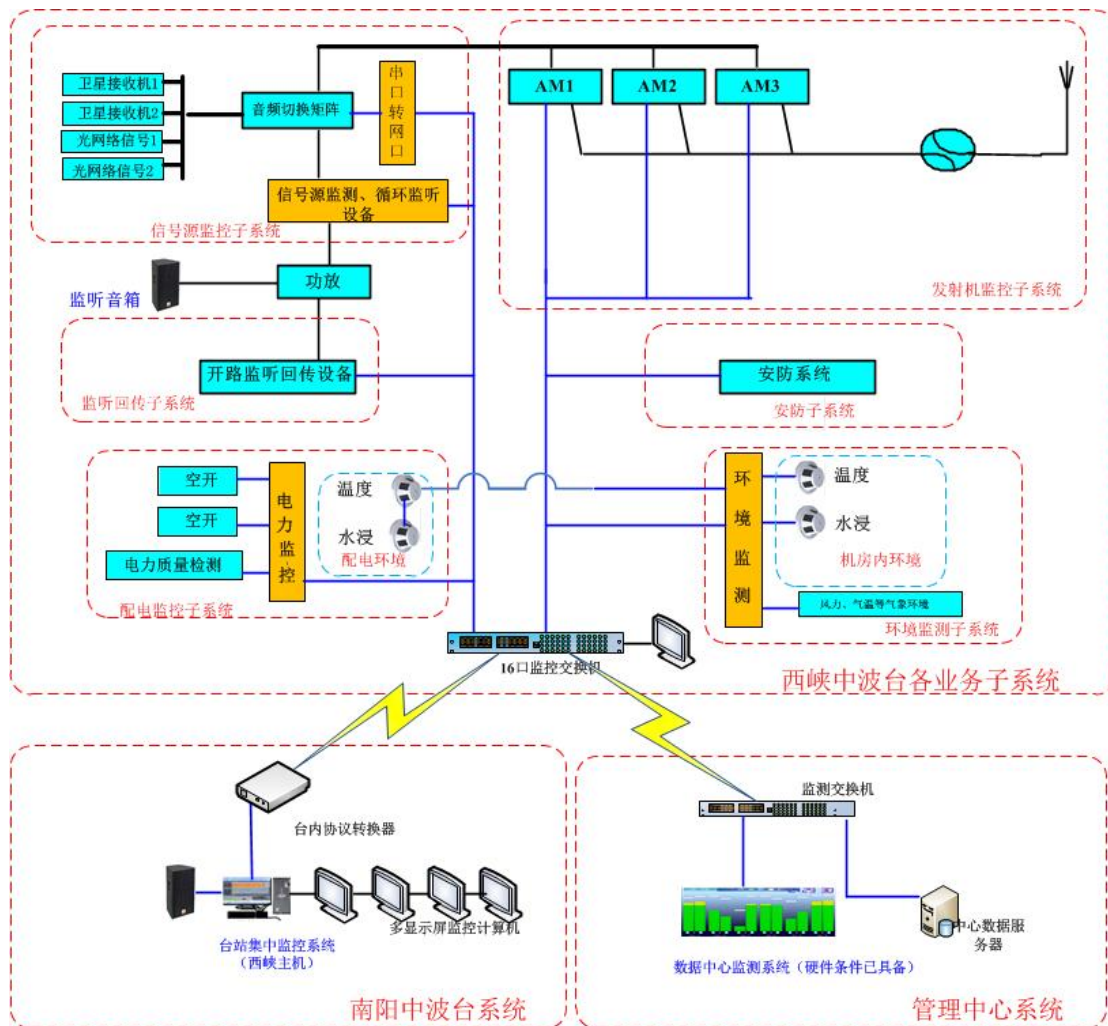 卫星接收机1
卫星接收机2
光网络信号1
光网络信号2
音频切换矩阵
串
口
转
网
口
信号源监测、循环监听
设备
信号源监控子系统
AM1
AM2
AM3
发射机监控子系统
监听音箱
功放
开路监听回传设备
监听回传子系统
安防系统
安防子系统
空开
空开
电力质量检测
电
力
监
控
温度
水浸
配电环境
配电监控子系统
环
境
监
测
温度
水浸
机房内环境
风力、气温等气象环境
环境监测子系统
16口监控交换机
西峡中波台各业务子系统
台内协议转换器
多显示屏监控计算机
台站集中监控系统
（西峡主机）
南阳中波台系统
监测交换机
中心数据服
务器
数据中心监测系统（硬件条件已具备）
管理中心系统